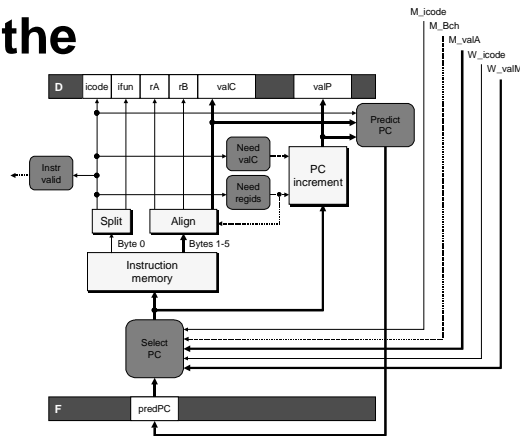 the
M_icode
M_Bch
M_valA
W_icode
W_valM
D icode ifun rA rB valC valP
Predict
PC
Need
valC
Instr
valid
PC
increment
Need
regids
Split
Align
Byte 0
Bytes 1-5
Instruction
memory
Select
PC
F predPC